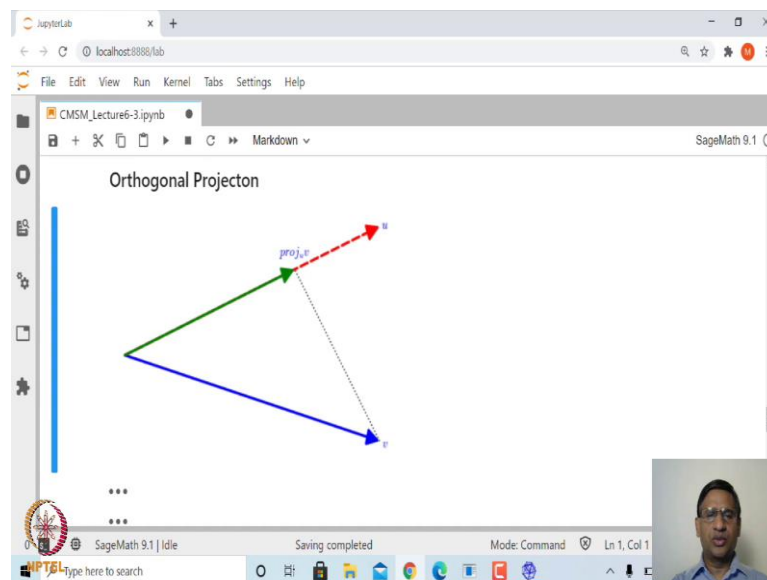 JupyterLab
localhost:8888/lab
M
File Edit View Run Kernel Tabs Settings Help
CMSM_Lecture6-3.ipynb
Markdown
SageMath 9.1
Orthogonal Projecton
u
proj_u v
v
SageMath 9.1 | Idle
Saving completed
Mode: Command
Ln 1, Col 1
NPTEL
Type here to search